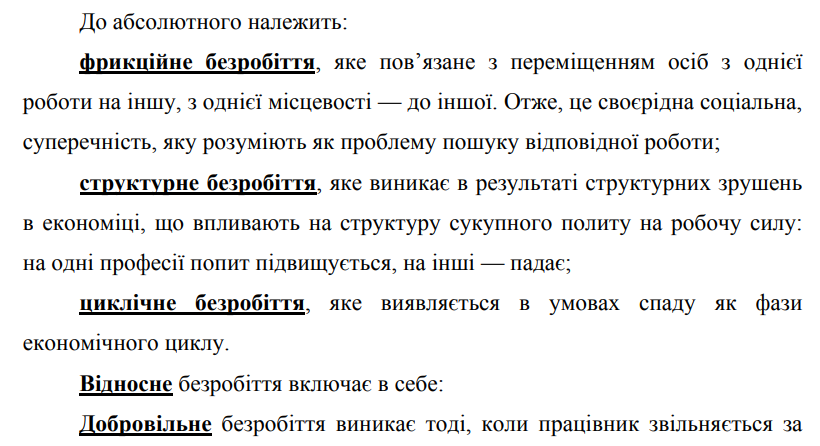 До абсолютного належить:
фрикційне безробіття, яке пов’язане з переміщенням осіб з однієї
роботи на іншу, з однієї місцевості — до іншої. Отже, це своєрідна соціальна,
суперечність, яку розуміють як проблему пошуку відповідної роботи;
структурне безробіття, яке виникає в результаті структурних зрушень
в економіці, що впливають на структуру сукупного политу на робочу силу:
на одні професії попит підвищується, на інші — падає;
циклічне безробіття, яке виявляється в умовах спаду як фази
економічного циклу.
Відносне безробіття включає в себе:
Добровільне безробіття виникає тоді, коли працівник звільняється за